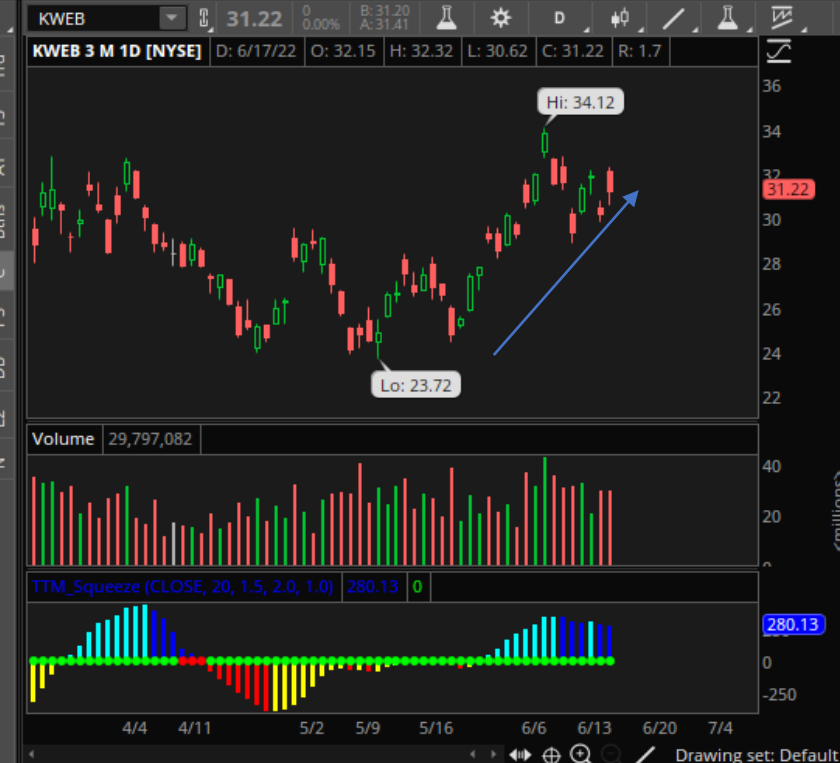 KWEB 31.22 0 0.00% B: 31.20 A: 31.41 D
KWEB 3 M 1D [NYSE] D: 6/17/22 O: 32.15 H: 32.32 L: 30.62 C: 31.22 R: 1.7
36
Hi: 34.12
34
32
31.22
30
28
26
24
Lo: 23.72
22
Volume 29,797,082
40
20
0
<millions>
TTM_Squeeze (CLOSE, 20, 1.5, 2.0, 1.0) 280.13 0
280.13
0
-250
4/4 4/11 5/2 5/9 5/16 6/6 6/13 6/20 7/4
Drawing set: Default